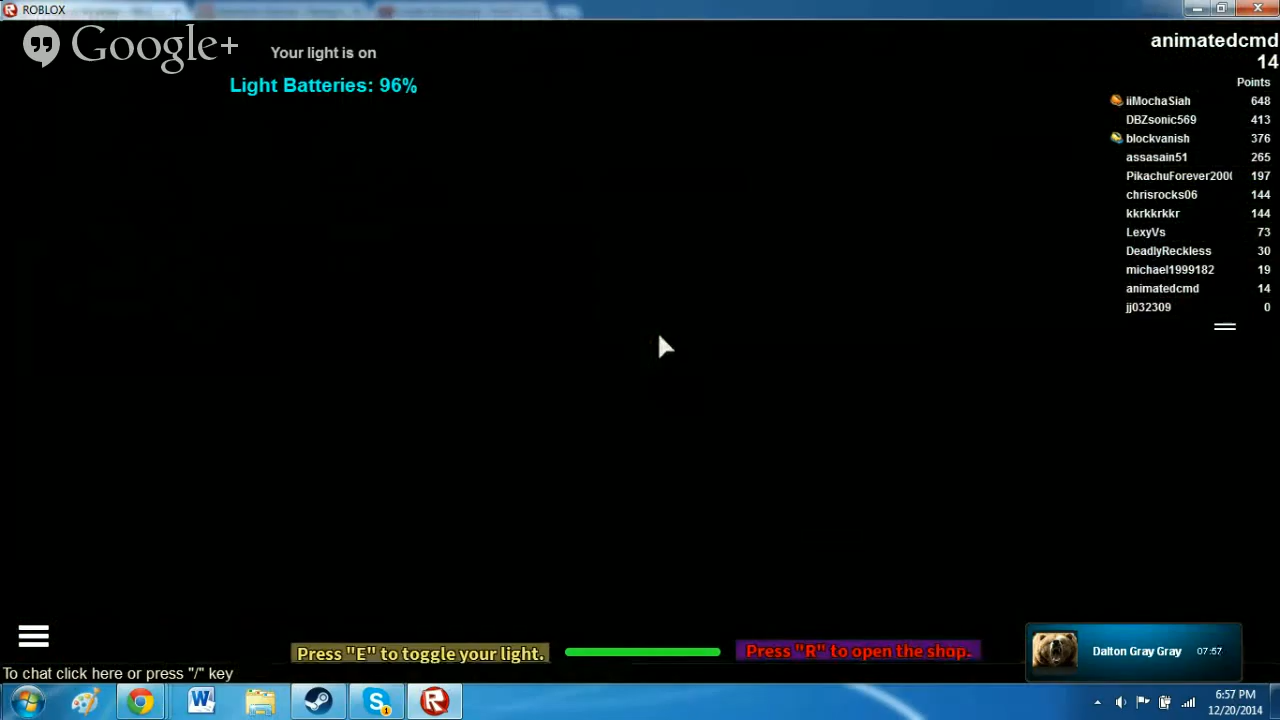 ROBLOX
Google+
Your light is on
Light Batteries: 96%
animatedcmd
14
Points
iiMochaSiah 648
DBZsonic569 413
blockvanish 376
assasain51 265
PikachuForever200 197
chrisrocks06 144
kkrkkrkkr 144
LexyVs 73
DeadlyReckless 30
michael1999182 19
animatedcmd 14
jj032309 0
Press "E" to toggle your light.
Press "R" to open the shop.
Dalton Gray Gray 07:57
To chat click here or press "/" key
6:57 PM
12/20/2014